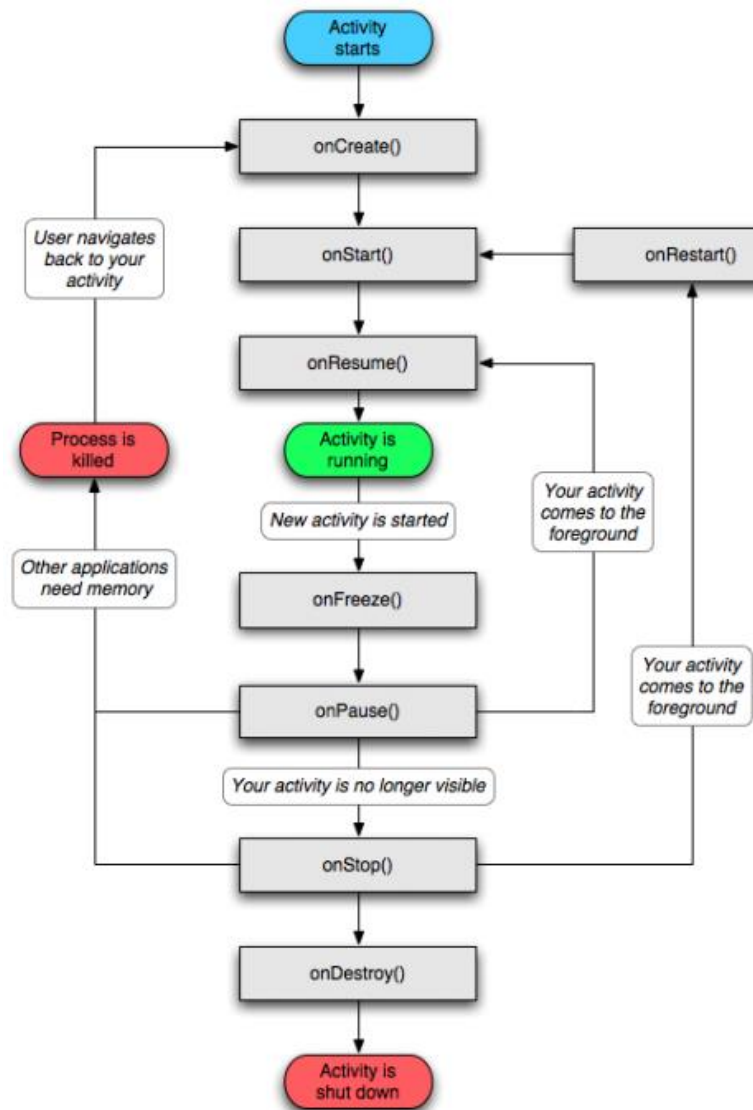 Activity
starts
onCreate()
User navigates
back to your
activity
onStart()
onRestart()
onResume()
Process is
killed
Activity is
running
Your activity
comes to the
foreground
New activity is started
Other applications
need memory
onFreeze()
Your activity
comes to the
foreground
onPause()
Your activity is no longer visible
onStop()
onDestroy()
Activity is
shut down